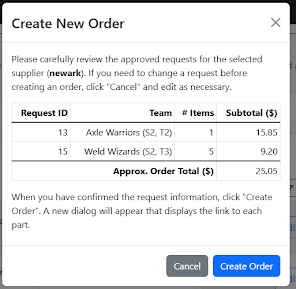 Create New Order
Please carefully review the approved requests for the selected
supplier (newark). If you need to change a request before
creating an order, click "Cancel" and edit as necessary.
Request ID Team # Items Subtotal ($)
13 Axle Warriors (S2, T2) 1 15.85
15 Weld Wizards (S2, T3) 5 9.20
Approx. Order Total ($) 25.05
When you have confirmed the request information, click "Create
Order". A new dialog will appear that displays the link to each
part.
Cancel Create Order